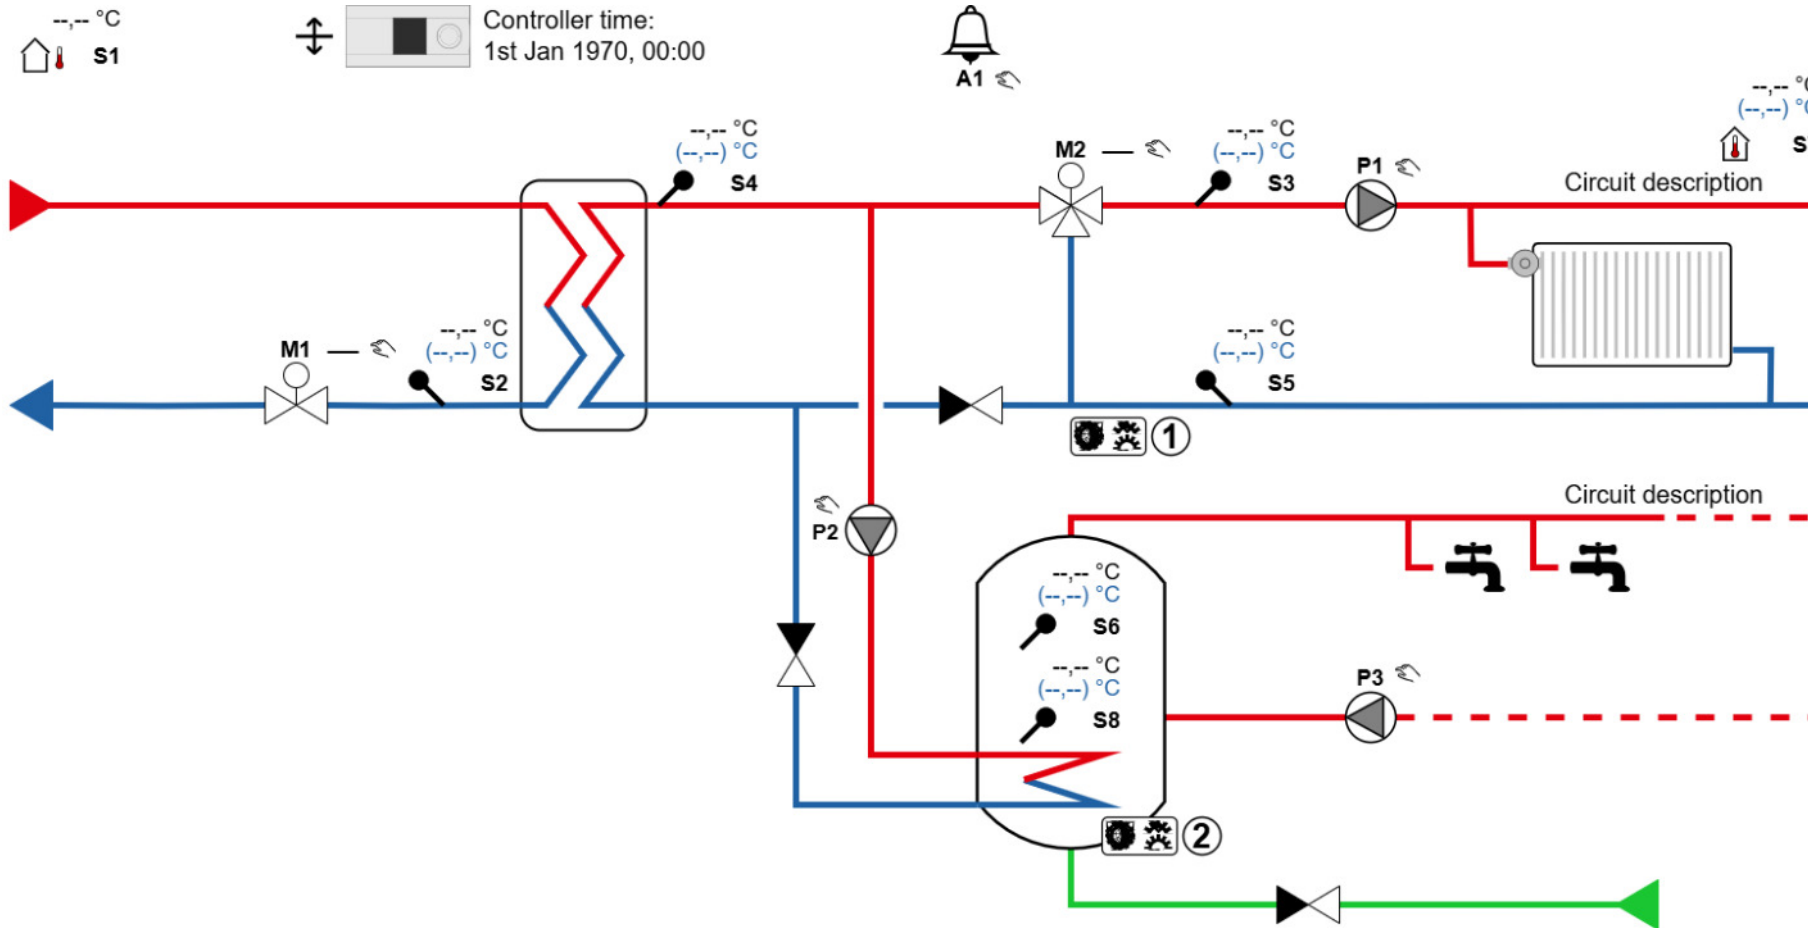 --,-- °C
S1
Controller time:
1st Jan 1970, 00:00
A1
--,-- °C
(--,--) °C
S4
M2
--,-- °C
(--,--) °C
S3
P1
--,-- °C
(--,--) °C
Circuit description
M1
--,-- °C
(--,--) °C
S2
--,-- °C
(--,--) °C
S5
1
Circuit description
P2
--,-- °C
(--,--) °C
S6
--,-- °C
(--,--) °C
S8
P3
2